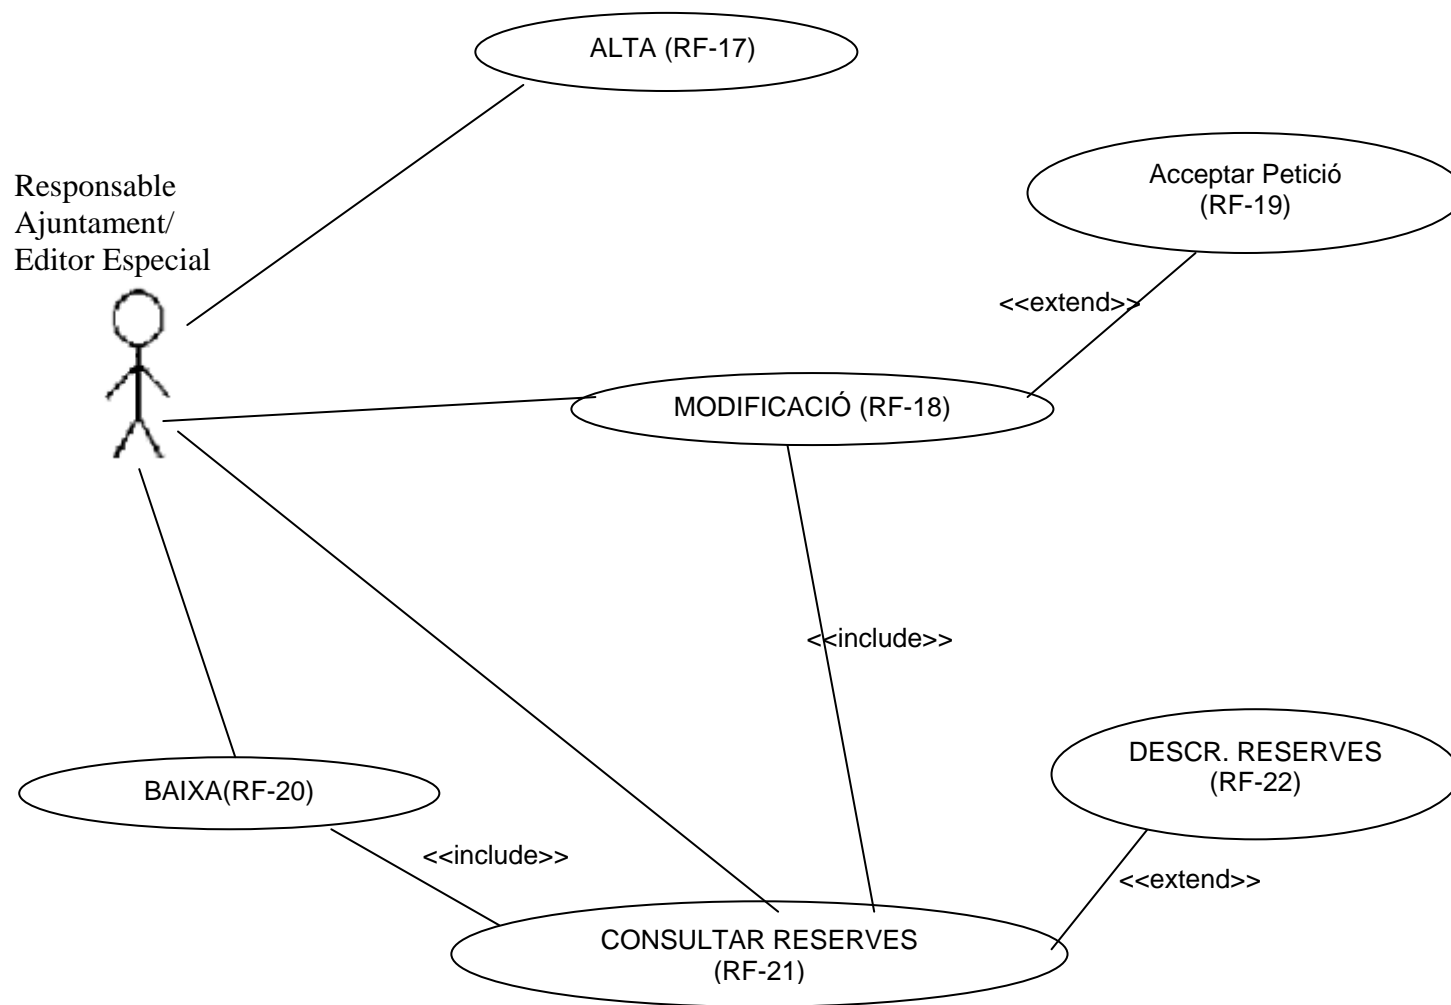 ALTA (RF-17)
Acceptar Petició
(RF-19)
Responsable
Ajuntament/
Editor Especial
<<extend>>
MODIFICACIÓ (RF-18)
<<include>>
DESCR. RESERVES
(RF-22)
BAIXA(RF-20)
<<include>>
<<extend>>
CONSULTAR RESERVES
(RF-21)